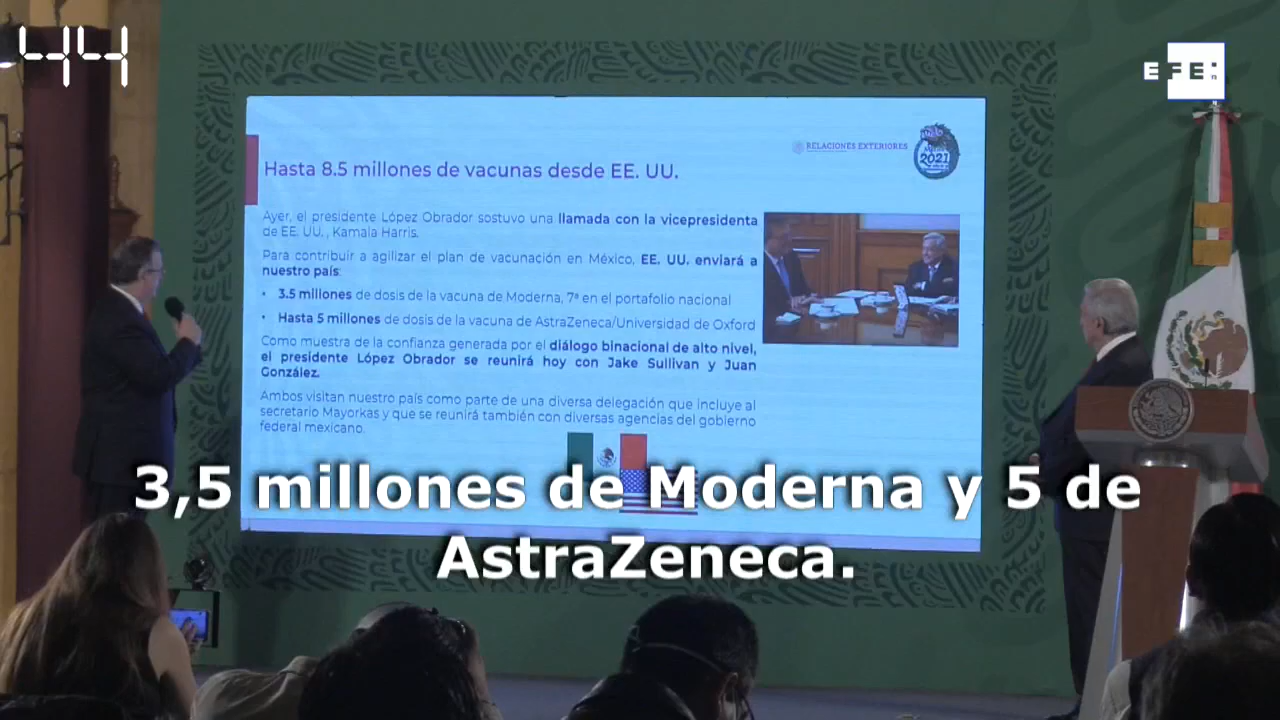 44
EFE:
RELACIONES EXTERIORES
2021
Hasta 8.5 millones de vacunas desde EE. UU.
Ayer, el presidente López Obrador sostuvo una llamada con la vicepresidenta
de EE. UU. , Kamala Harris.
Para contribuir a agilizar el plan de vacunación en México, EE. UU. enviará a
nuestro país:
• 3.5 millones de dosis de la vacuna de Moderna, 7ª en el portafolio nacional
• Hasta 5 millones de dosis de la vacuna de AstraZeneca/Universidad de Oxford
Como muestra de la confianza generada por el diálogo binacional de alto nivel,
el presidente López Obrador se reunirá hoy con Jake Sullivan y Juan
González.
Ambos visitan nuestro país como parte de una diversa delegación que incluye al
secretario Mayorkas y que se reunirá también con diversas agencias del gobierno
federal mexicano.
3,5 millones de Moderna y 5 de
AstraZeneca.